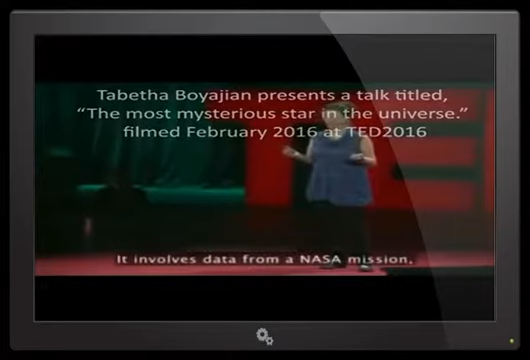 Tabetha Boyajian presents a talk titled,
“The most mysterious star in the universe.”
filmed February 2016 at TED2016
It involves data from a NASA mission,